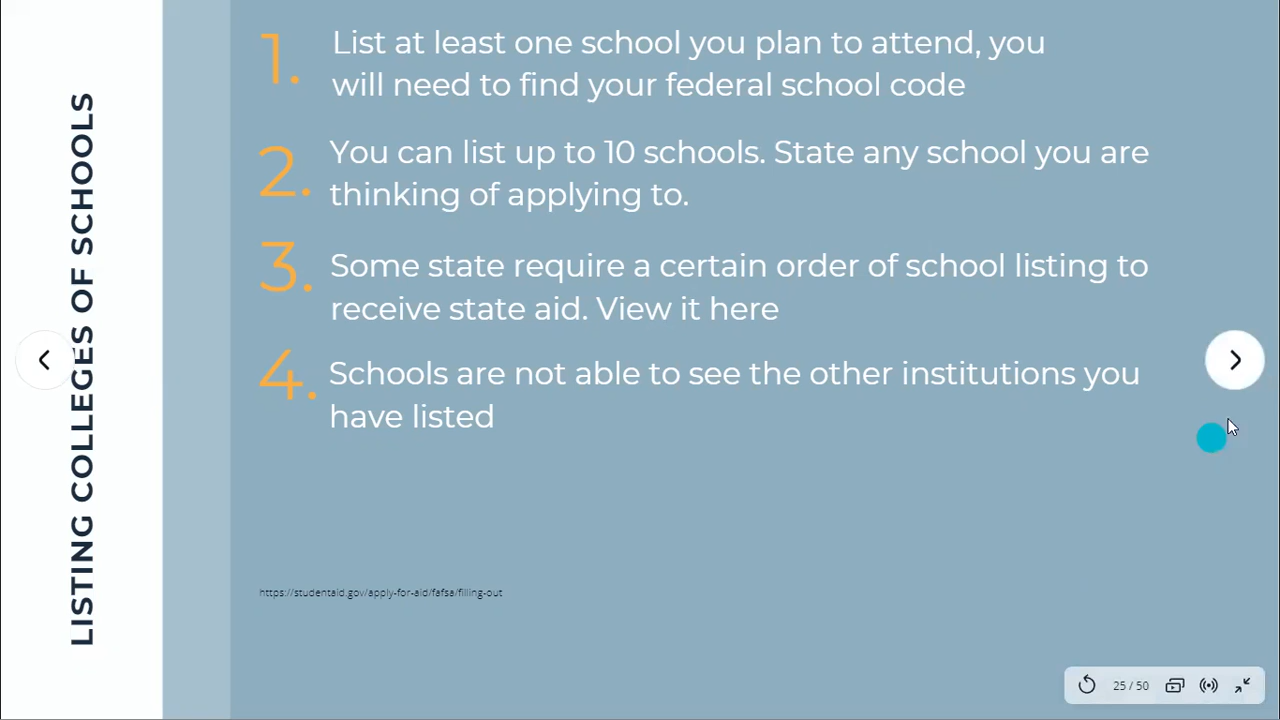 LISTING COLLEGES OF SCHOOLS
1. List at least one school you plan to attend, you
will need to find your federal school code
2. You can list up to 10 schools. State any school you are
thinking of applying to.
3. Some state require a certain order of school listing to
receive state aid. View it here
4. Schools are not able to see the other institutions you
have listed
https://studentaid.gov/apply-for-aid/fafsa/filling-out
25 / 50